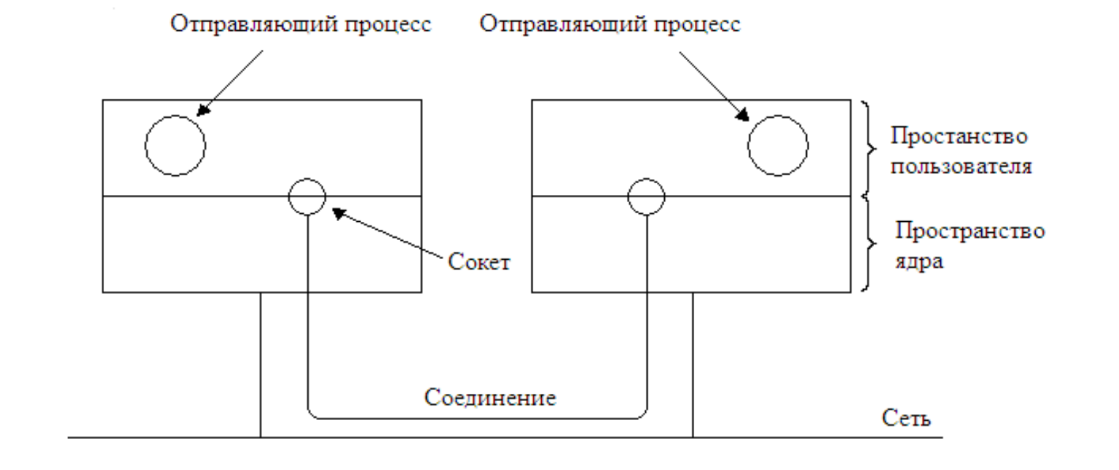 Отправляющий процесс
Отправляющий процесс
Простанство
пользователя
Пространство
ядра
Сокет
Соединение
Сеть